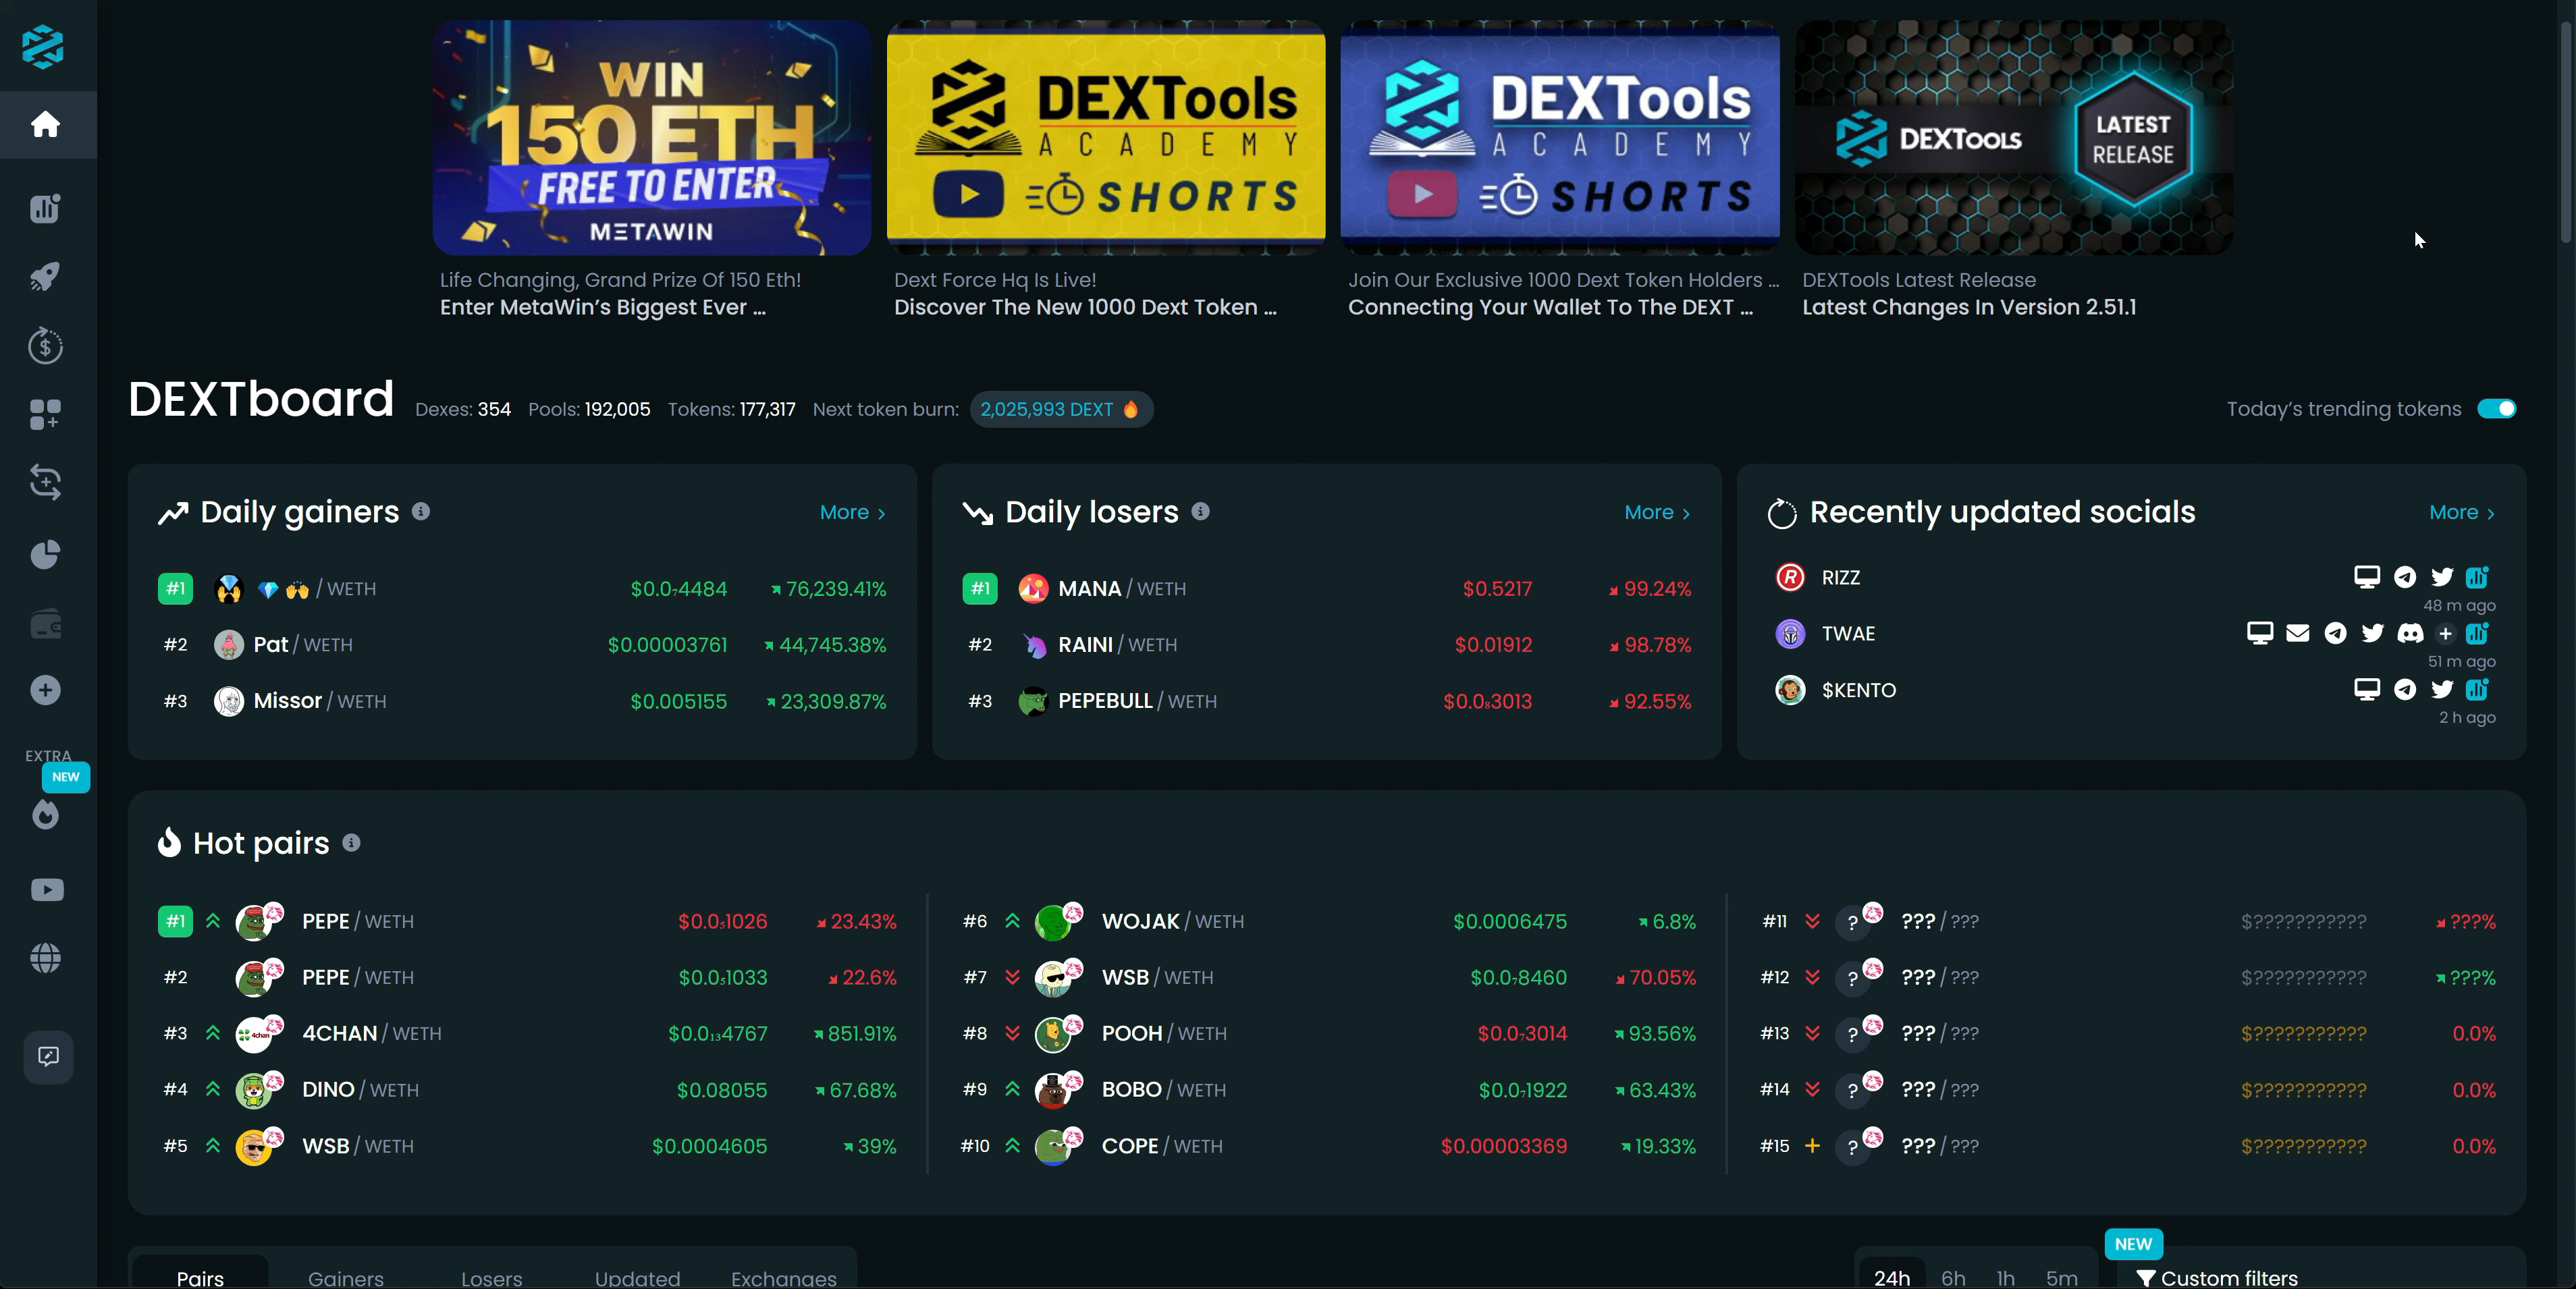 WIN
150 ETH
FREE TO ENTER
METAWIN
DEXTools
ACADEMY
SHORTS
DEXTools
ACADEMY
SHORTS
DEXTools
LATEST
RELEASE
Life Changing, Grand Prize Of 150 Eth!
Enter MetaWin’s Biggest Ever ...
Dext Force Hq Is Live!
Discover The New 1000 Dext Token ...
Join Our Exclusive 1000 Dext Token Holders ...
Connecting Your Wallet To The DEXT ...
DEXTools Latest Release
Latest Changes In Version 2.51.1
DEXTboard Dexes: 354 Pools: 192,005 Tokens: 177,317 Next token burn: 2,025,993 DEXT 🔥
Today’s trending tokens
Daily gainers More >
#1 💎 🙌 / WETH $0.0₇4484 76,239.41%
#2 Pat / WETH $0.00003761 44,745.38%
#3 Missor / WETH $0.005155 23,309.87%
Daily losers More >
#1 MANA / WETH $0.5217 99.24%
#2 RAINI / WETH $0.01912 98.78%
#3 PEPEBULL / WETH $0.0₈3013 92.55%
Recently updated socials More >
RIZZ
48 m ago
TWAE
51 m ago
$KENTO
2 h ago
EXTRA
NEW
Hot pairs
#1 PEPE / WETH $0.0₅1026 23.43%
#2 PEPE / WETH $0.0₅1033 22.6%
#3 4chan 4CHAN / WETH $0.0₁₃4767 851.91%
#4 DINO / WETH $0.08055 67.68%
#5 WSB / WETH $0.0004605 39%
#6 WOJAK / WETH $0.0006475 6.8%
#7 WSB / WETH $0.0₇8460 70.05%
#8 POOH / WETH $0.0₇3014 93.56%
#9 BOBO / WETH $0.0₇1922 63.43%
#10 COPE / WETH $0.00003369 19.33%
#11 ? ??? / ??? $??????????? ???%
#12 ? ??? / ??? $??????????? ???%
#13 ? ??? / ??? $??????????? 0.0%
#14 ? ??? / ??? $??????????? 0.0%
#15 ? ??? / ??? $??????????? 0.0%
Pairs Gainers Losers Updated Exchanges
24h 6h 1h 5m
NEW
Custom filters